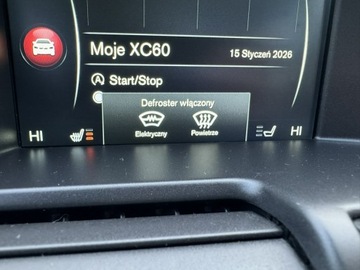 Moje XC60
15 Styczeń 2026
Start/Stop
Defroster włączony
Elektryczny Powietrze
HI HI